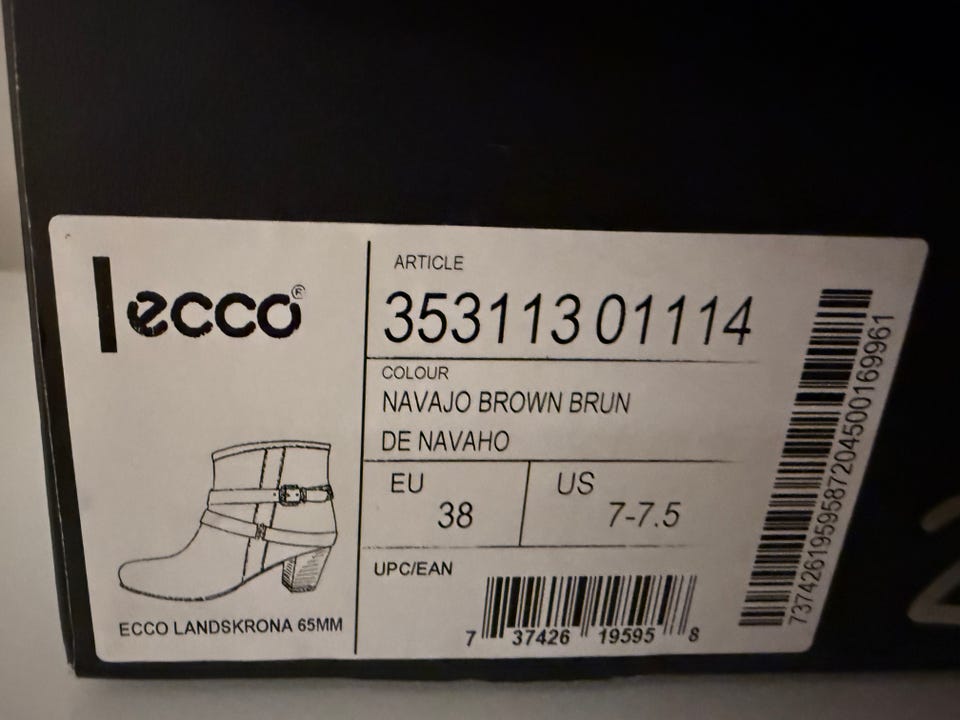 ecco®
ARTICLE
353113 01114
COLOUR
NAVAJO BROWN BRUN
DE NAVAHO
EU
38
US
7-7.5
UPC/EAN
7 37426 19595 8
ECCO LANDSKRONA 65MM
7374261959587204500169961